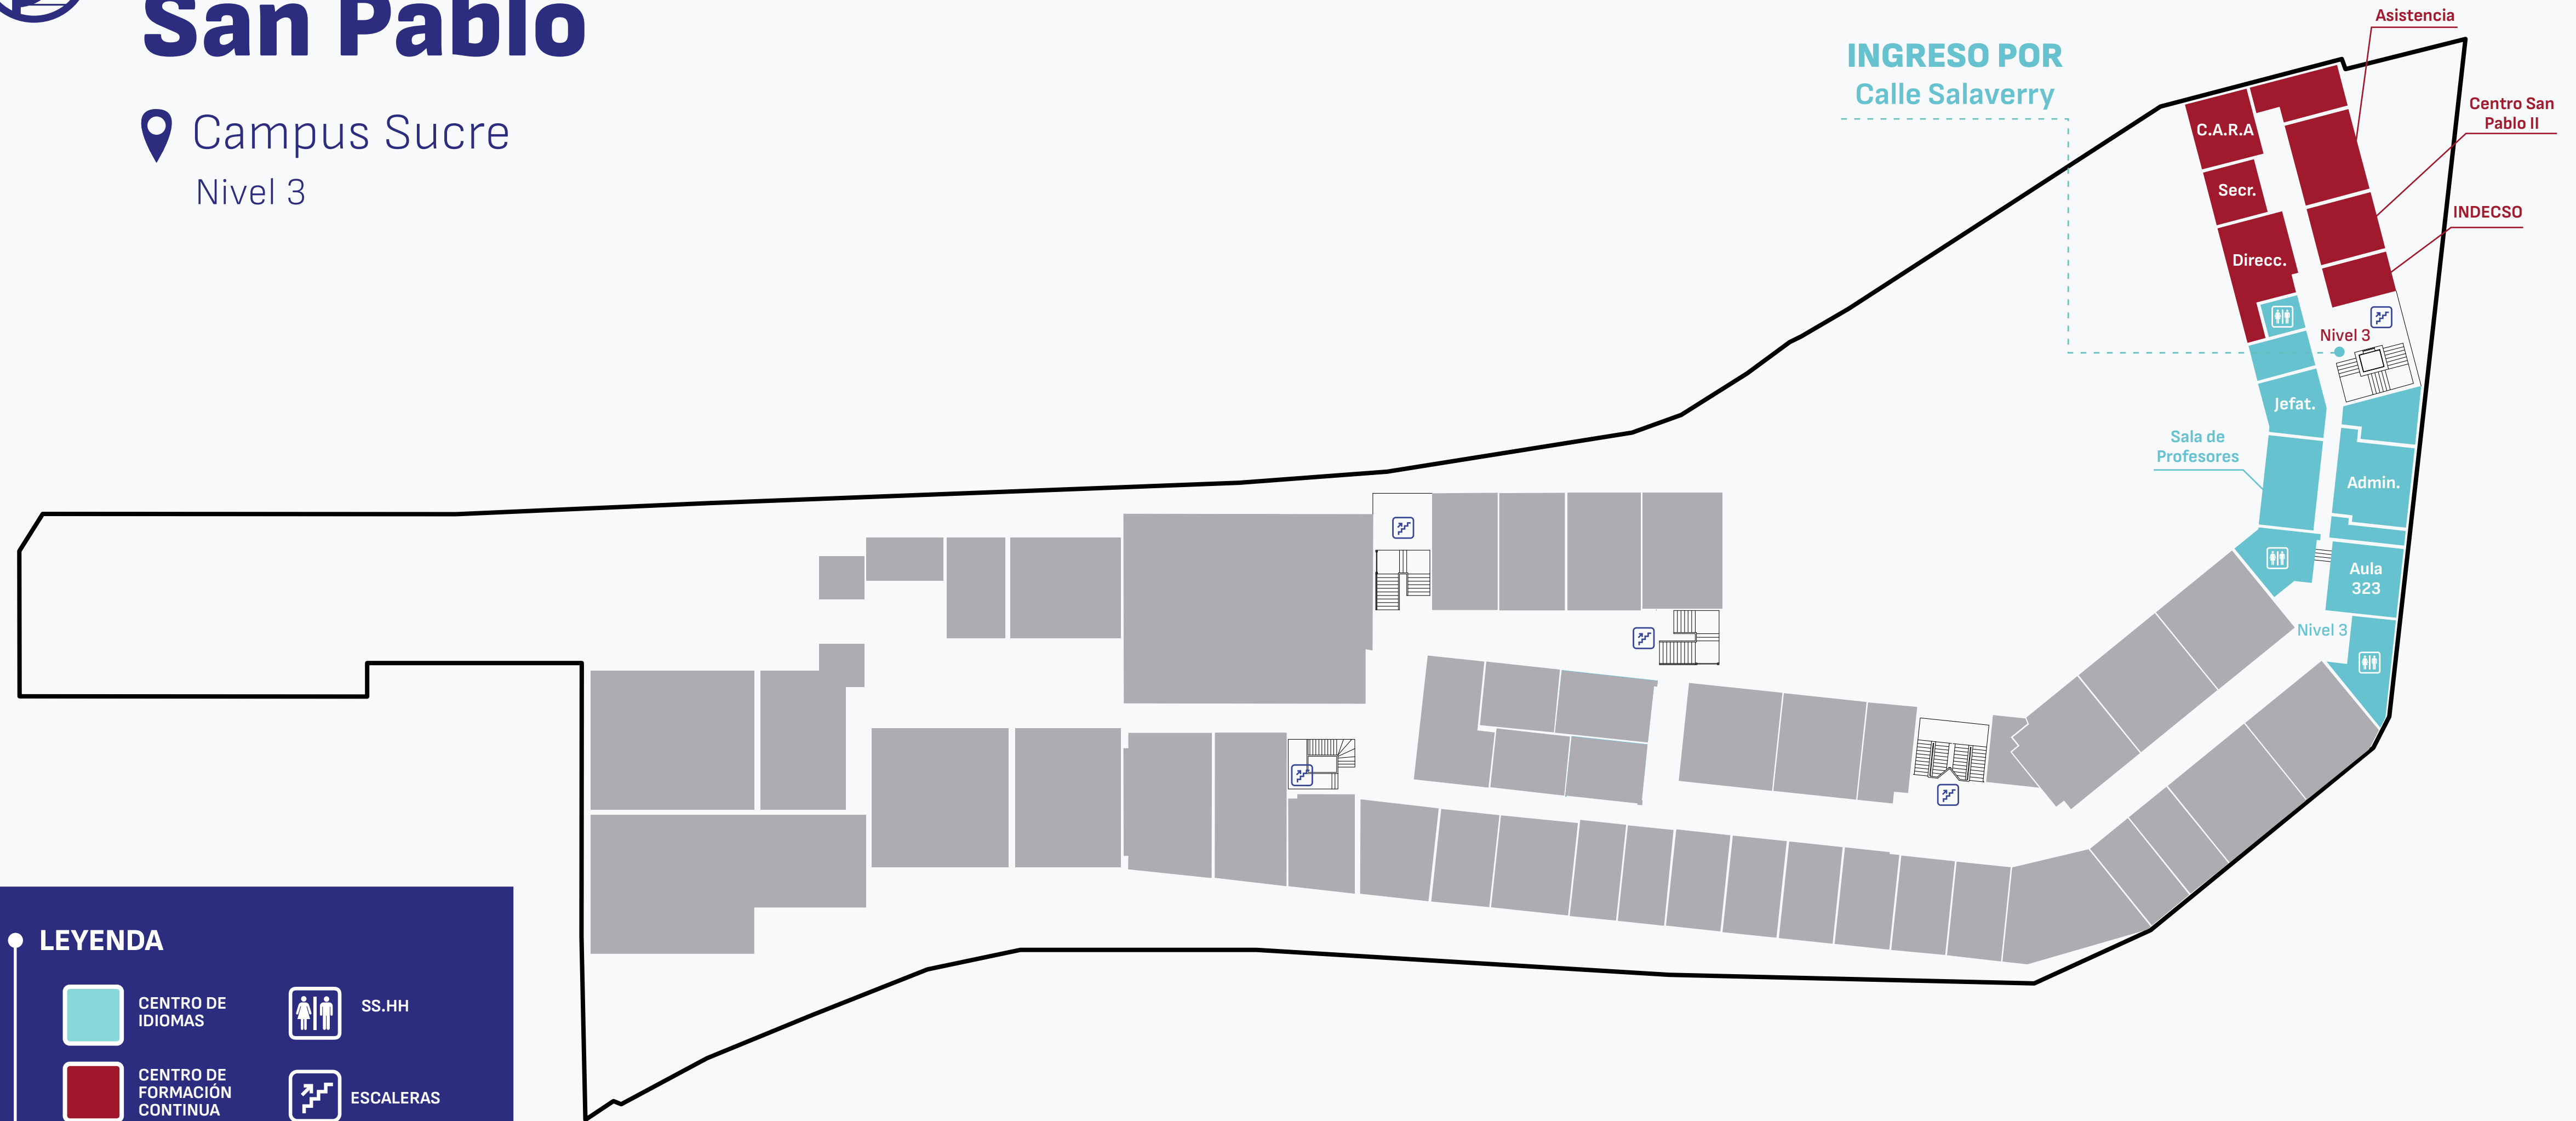 San Pablo
Campus Sucre
Nivel 3
INGRESO POR
Calle Salaverry
Asistencia
Centro San
Pablo II
INDECSO
C.A.R.A
Secr.
Direcc.
Nivel 3
Jefat.
Sala de
Profesores
Admin.
Aula
323
Nivel 3
LEYENDA
CENTRO DE
IDIOMAS
SS.HH
CENTRO DE
FORMACIÓN
CONTINUA
ESCALERAS